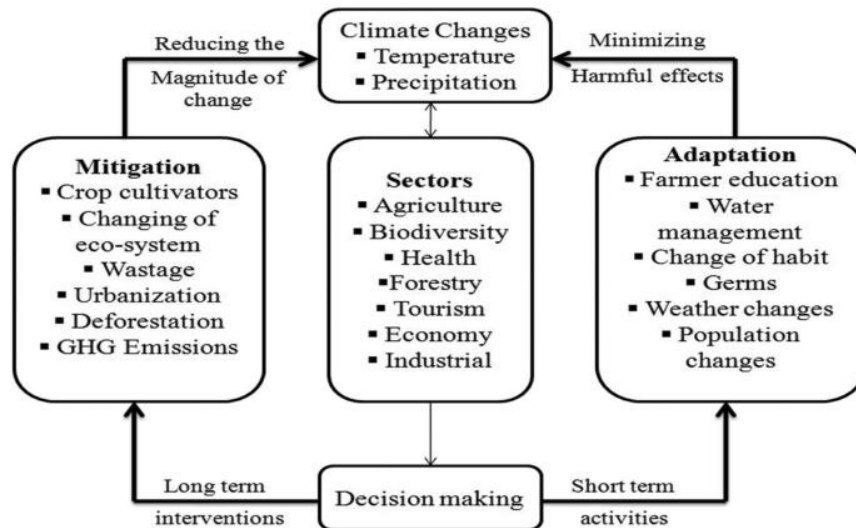 Climate Changes
▪ Temperature
▪ Precipitation
Reducing the
Magnitude of
change
Minimizing
Harmful effects
Mitigation
▪ Crop cultivators
▪ Changing of
eco-system
▪ Wastage
▪ Urbanization
▪ Deforestation
▪ GHG Emissions
Sectors
▪ Agriculture
▪ Biodiversity
▪ Health
▪ Forestry
▪ Tourism
▪ Economy
▪ Industrial
Adaptation
▪ Farmer education
▪ Water
management
▪ Change of habit
▪ Germs
▪ Weather changes
▪ Population
changes
Long term
interventions
Decision making
Short term
activities